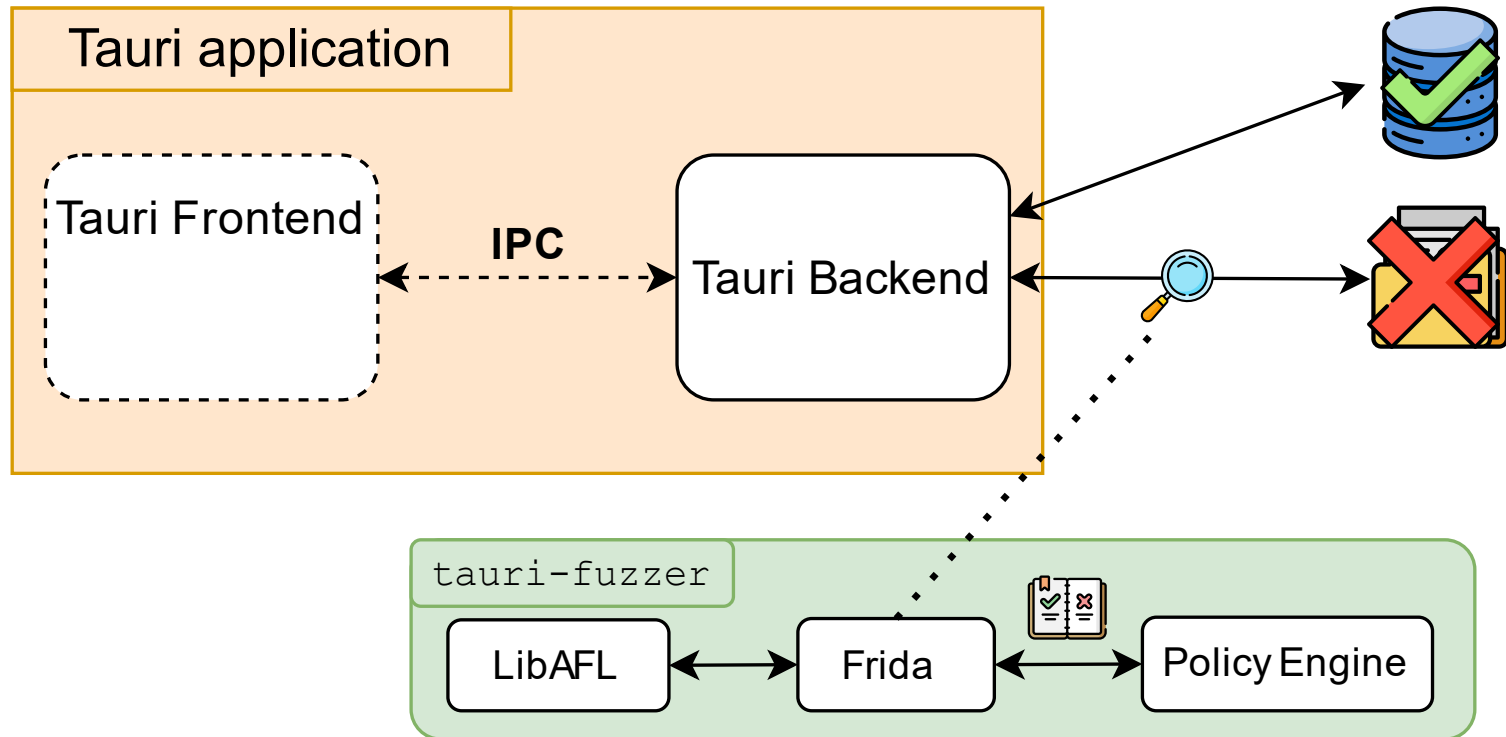 Tauri application
Tauri Frontend
IPC
Tauri Backend
tauri-fuzzer
LibAFL
Frida
Policy Engine